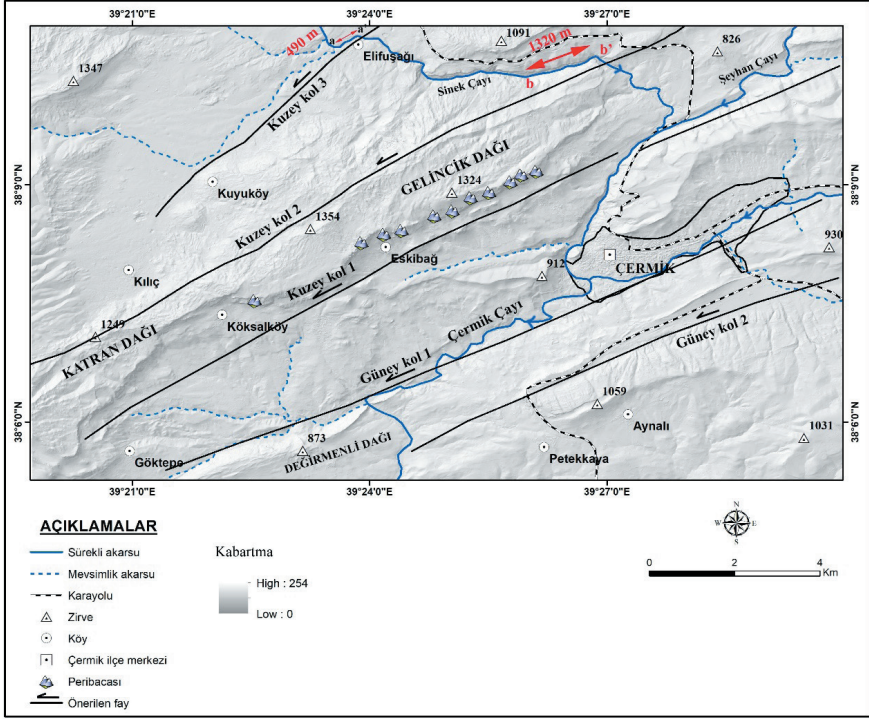 39°21'0"E 39°24'0"E 39°27'0"E
490 m
a a'
1091
1320 m
b'
826
1347
Elifuşağı
Sinek Çayı
b
Şeyhan Çayı
Kuzey kol 3
38°9'0"N
38°9'0"N
Kuyuköy
GELİNCİK DAĞI
1324
Kuzey kol 2
1354
Eskibağ
930
912
ÇERMİK
Kılıç
Kuzey kol 1
Köksalköy
Çermik Çayı
1249
KATRAN DAĞI
Güney kol 1
Güney kol 2
1059
38°6'0"N
38°6'0"N
Aynalı
873
1031
Göktepe
DEĞİRMENLİ DAĞI
Petekkaya
39°21'0"E 39°24'0"E 39°27'0"E
AÇIKLAMALAR
Sürekli akarsu
Mevsimlik akarsu
Karayolu
Zirve
Köy
Çermik ilçe merkezi
Peribacası
Önerilen fay
Kabartma
High : 254
Low : 0
N
W E
S
0 2 4
Km